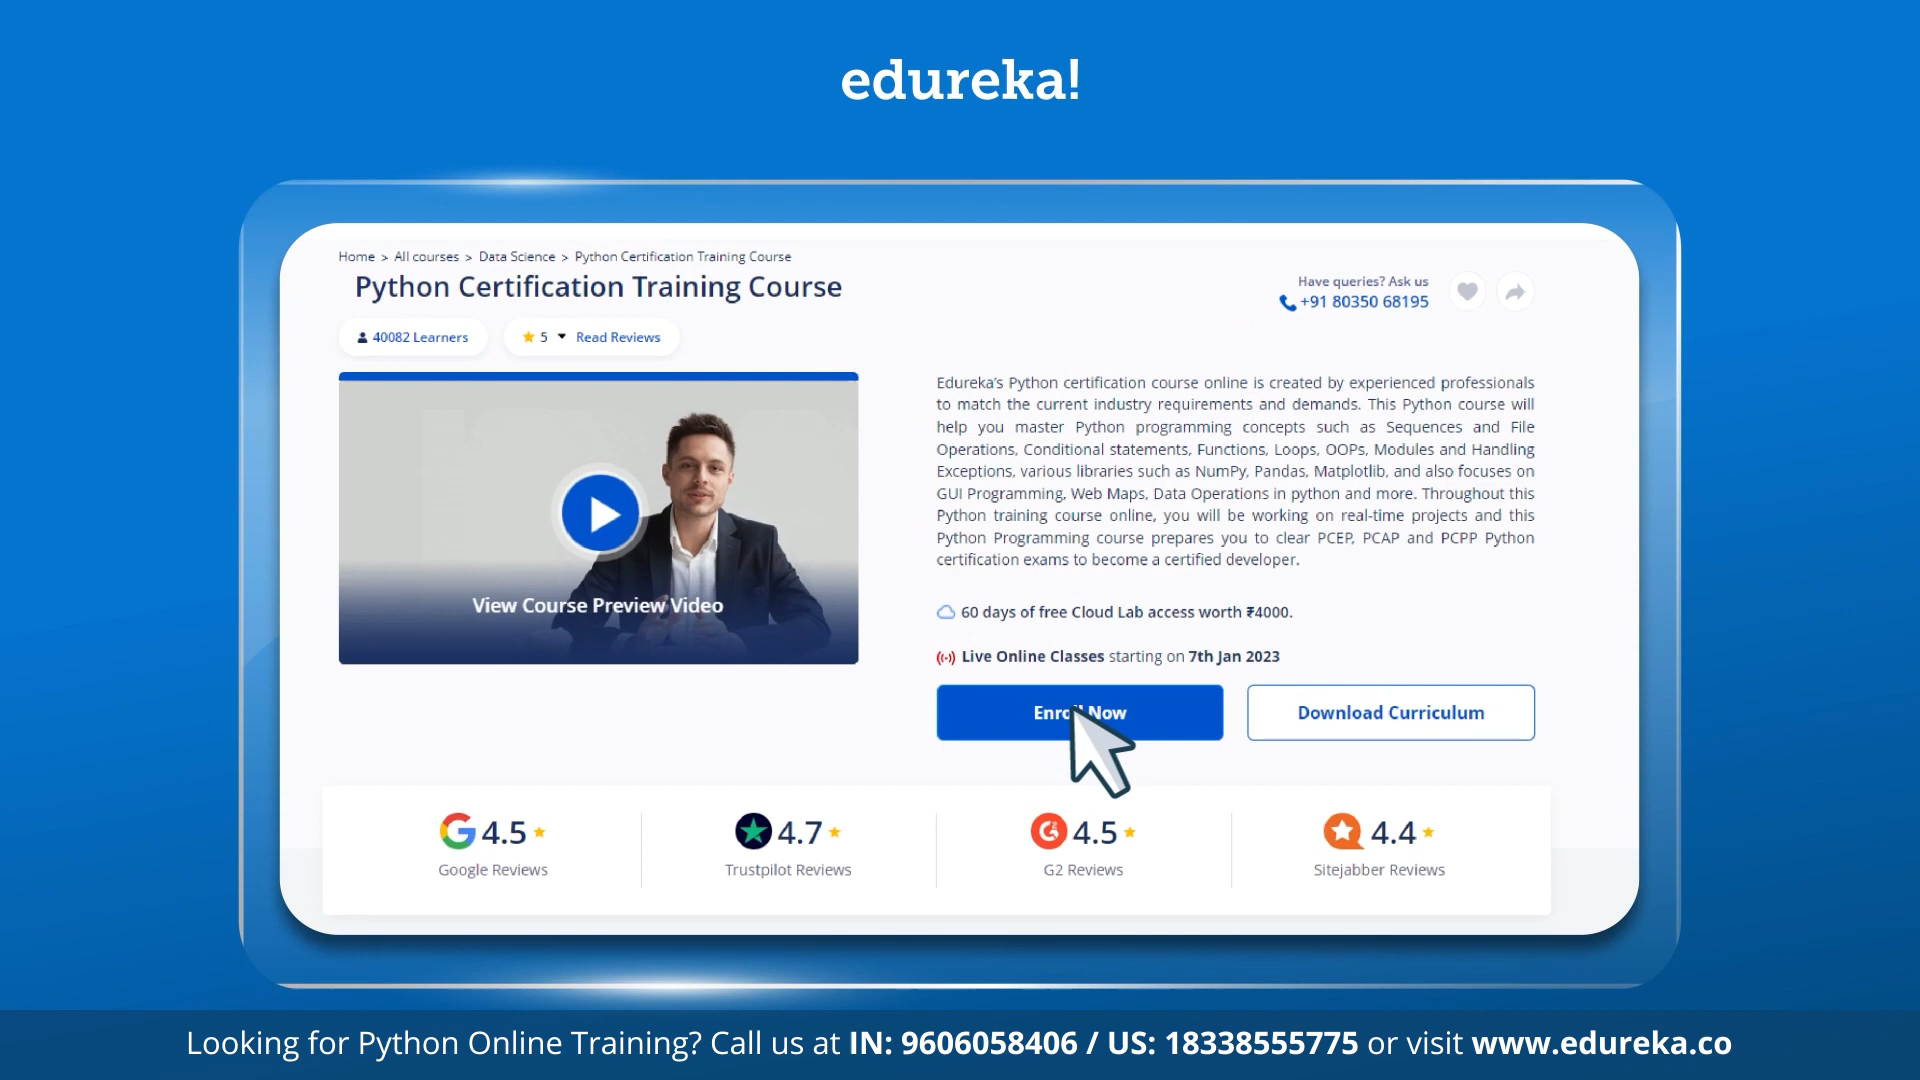 edureka!
Home > All courses > Data Science > Python Certification Training Course
Python Certification Training Course
Have queries? Ask us
+91 80350 68195
40082 Learners
5 Read Reviews
Edureka's Python certification course online is created by experienced professionals
to match the current industry requirements and demands. This Python course will
help you master Python programming concepts such as Sequences and File
Operations, Conditional statements, Functions, Loops, OOPs, Modules and Handling
Exceptions, various libraries such as NumPy, Pandas, Matplotlib, and also focuses on
GUI Programming, Web Maps, Data Operations in python and more. Throughout this
Python training course online, you will be working on real-time projects and this
Python Programming course prepares you to clear PCEP, PCAP and PCPP Python
certification exams to become a certified developer.
View Course Preview Video
60 days of free Cloud Lab access worth ₹4000.
Live Online Classes starting on 7th Jan 2023
Enroll Now
Download Curriculum
4.5
Google Reviews
4.7
Trustpilot Reviews
4.5
G2 Reviews
4.4
Sitejabber Reviews
Looking for Python Online Training? Call us at IN: 9606058406 / US: 18338555775 or visit www.edureka.co